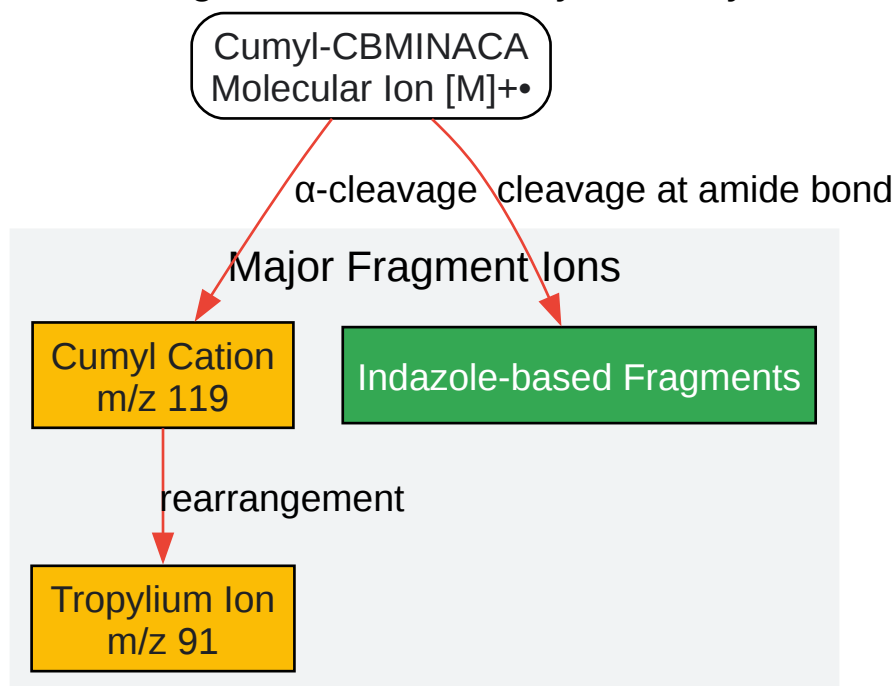 Cumyl-CBMINACA
Molecular Ion [M]+•
α-cleavage
cleavage at amide bond
Major Fragment Ions
Cumyl Cation
m/z 119
Indazole-based Fragments
rearrangement
Tropylium Ion
m/z 91